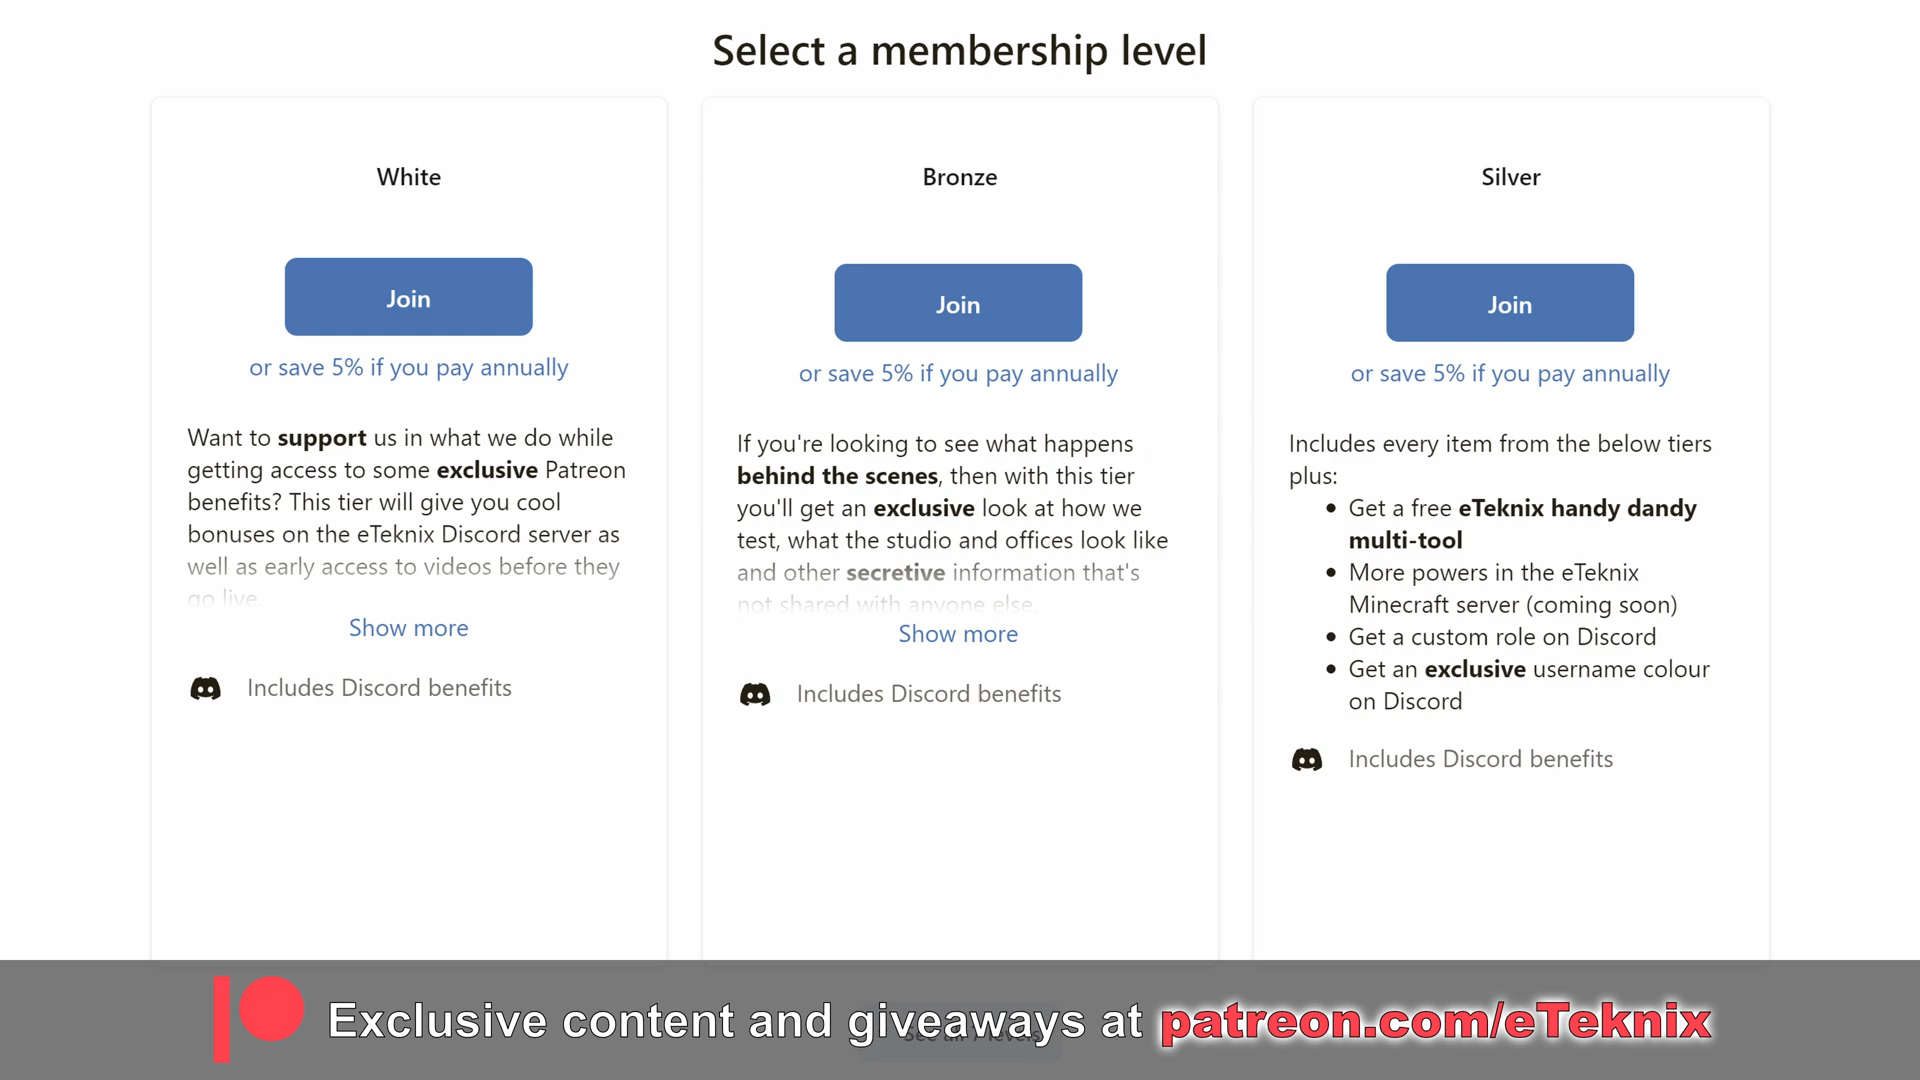 Select a membership level
White
Join
or save 5% if you pay annually
Want to support us in what we do while
getting access to some exclusive Patreon
benefits? This tier will give you cool
bonuses on the eTeknix Discord server as
well as early access to videos before they
go live.
Show more
Includes Discord benefits
Bronze
Join
or save 5% if you pay annually
If you're looking to see what happens
behind the scenes, then with this tier
you'll get an exclusive look at how we
test, what the studio and offices look like
and other secretive information that's
not shared with anyone else.
Show more
Includes Discord benefits
Silver
Join
or save 5% if you pay annually
Includes every item from the below tiers
plus:
• Get a free eTeknix handy dandy
multi-tool
• More powers in the eTeknix
Minecraft server (coming soon)
• Get a custom role on Discord
• Get an exclusive username colour
on Discord
Includes Discord benefits
Exclusive content and giveaways at patreon.com/eTeknix
See all 7 levels